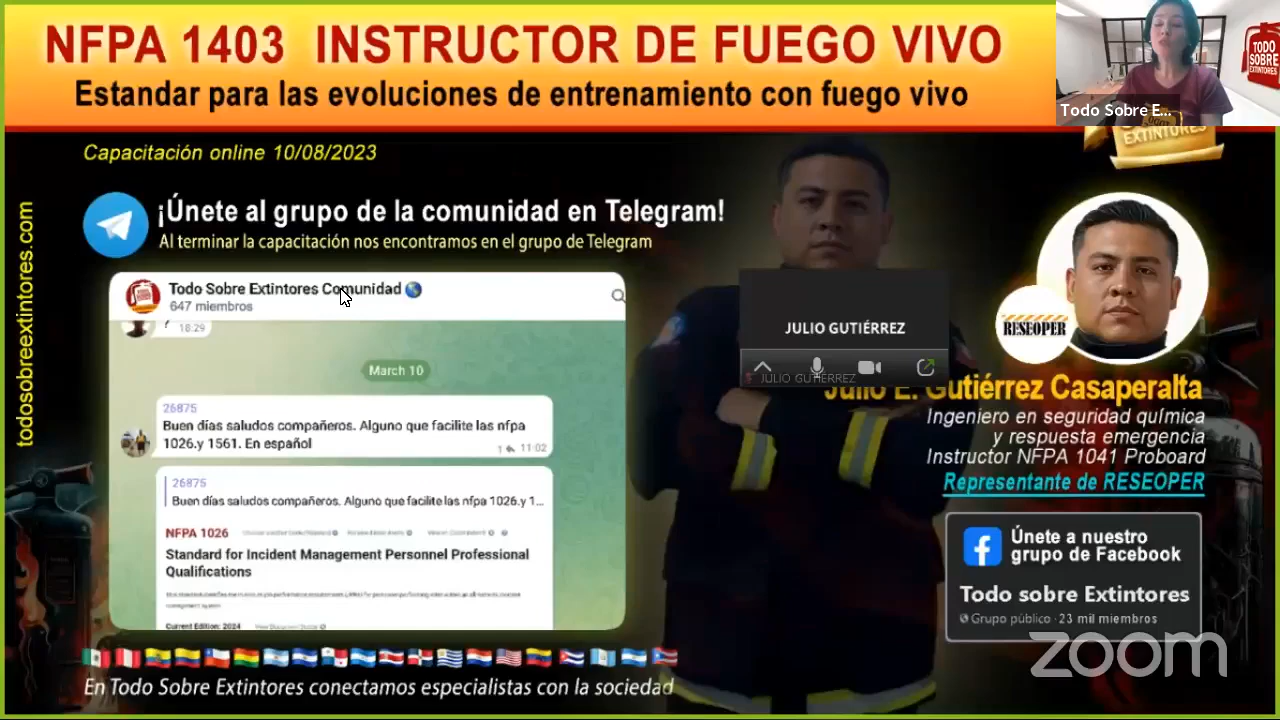 NFPA 1403 INSTRUCTOR DE FUEGO VIVO
Estandar para las evoluciones de entrenamiento con fuego vivo
TODO
SOBRE
EXTINTORES
Todo Sobre E...
EXTINTORES
Capacitación online 10/08/2023
todosobreextintores.com
¡Únete al grupo de la comunidad en Telegram!
Al terminar la capacitación nos encontramos en el grupo de Telegram
Todo Sobre Extintores Comunidad
647 miembros
18:29
March 10
26875
Buen días saludos compañeros. Alguno que facilite las nfpa
1026.y 1561. En español
1 11:02
26875
Buen días saludos compañeros. Alguno que facilite las nfpa 1026.y 1...
NFPA 1026
Standard for Incident Management Personnel Professional
Qualifications
Current Edition: 2024
JULIO GUTIÉRREZ
JULIO GUTIÉRREZ
RESEOPER
Julio E. Gutiérrez Casaperalta
Ingeniero en seguridad química
y respuesta emergencia
Instructor NFPA 1041 Proboard
Representante de RESEOPER
Únete a nuestro
grupo de Facebook
Todo sobre Extintores
Grupo público · 23 mil miembros
zoom
En Todo Sobre Extintores conectamos especialistas con la sociedad